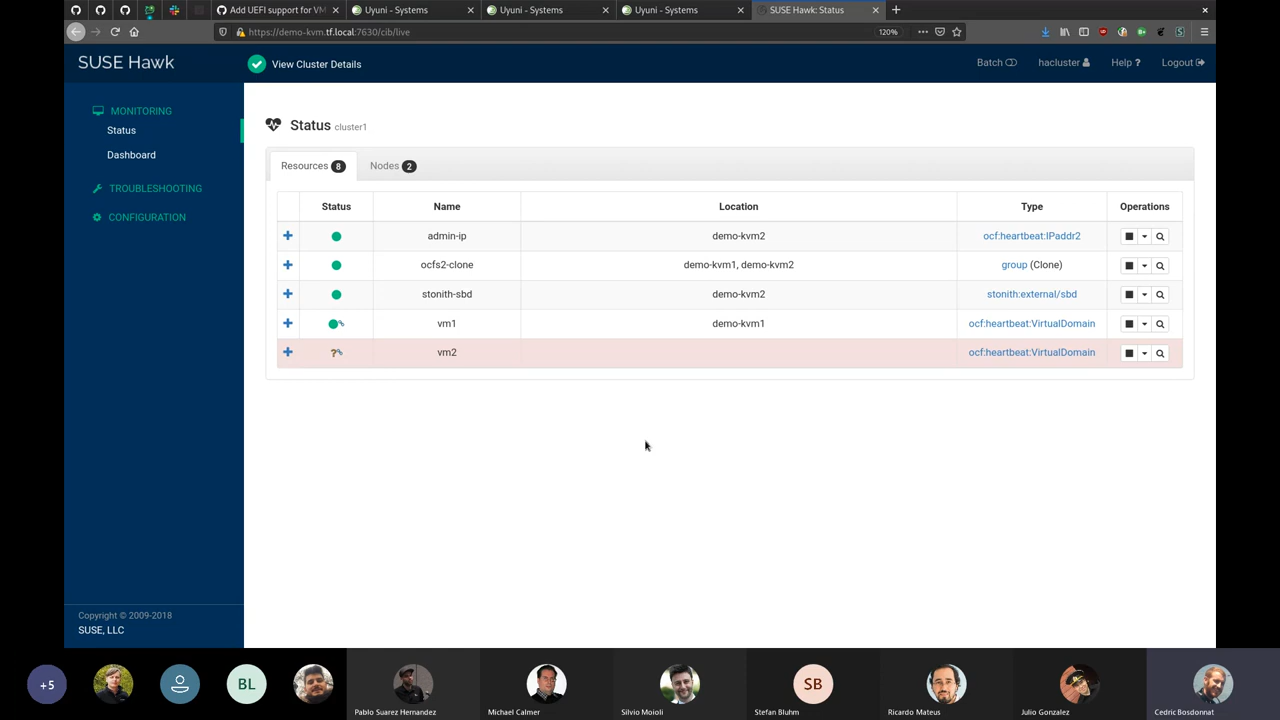 Add UEFI support for VM
Uyuni - Systems
Uyuni - Systems
Uyuni - Systems
SUSE Hawk: Status
https://demo-kvm.tf.local:7630/cib/live
120%
SUSE Hawk
View Cluster Details
Batch
hacluster
Help ?
Logout
MONITORING
Status
Dashboard
TROUBLESHOOTING
CONFIGURATION
Status cluster1
Resources 8
Nodes 2
Status Name Location Type Operations
admin-ip demo-kvm2 ocf:heartbeat:IPaddr2
ocfs2-clone demo-kvm1, demo-kvm2 group (Clone)
stonith-sbd demo-kvm2 stonith:external/sbd
vm1 demo-kvm1 ocf:heartbeat:VirtualDomain
? vm2 ocf:heartbeat:VirtualDomain
Copyright © 2009-2018
SUSE, LLC
+5
BL
SB
Pablo Suarez Hernandez
Michael Calmer
Silvio Moioli
Stefan Bluhm
Ricardo Mateus
Julio Gonzalez
Cedric Bosdonnat